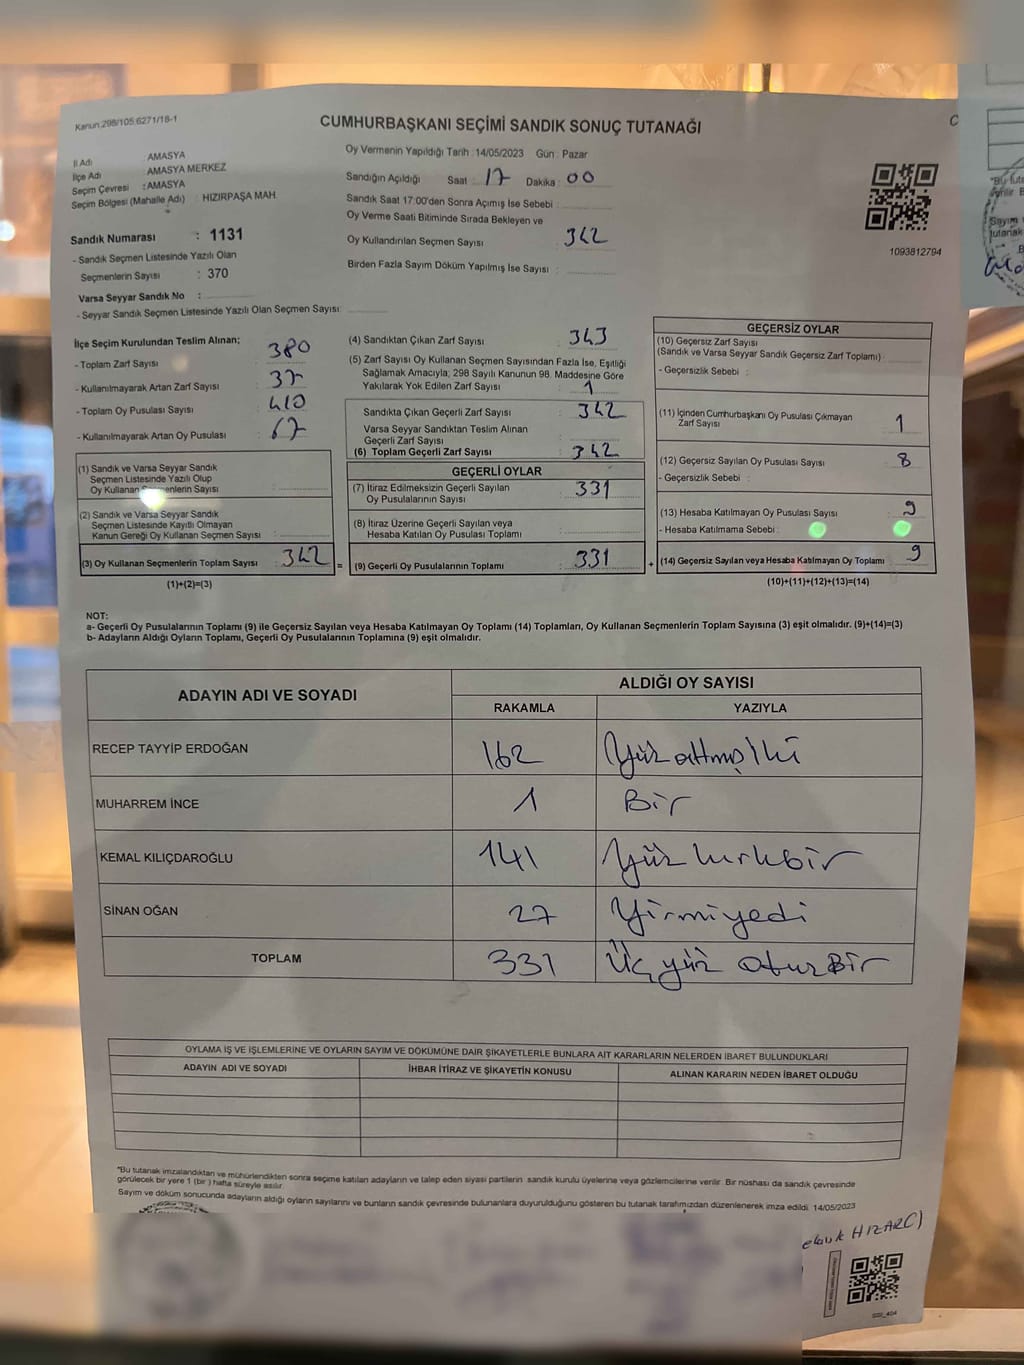 Kanun:298/105.6271/18-1
CUMHURBAŞKANI SEÇİMİ SANDIK SONUÇ TUTANAĞI
İl Adı : AMASYA
İlçe Adı : AMASYA MERKEZ
Seçim Çevresi : AMASYA
Seçim Bölgesi (Mahalle Adı) : HIZIRPAŞA MAH
Sandık Numarası : 1131
- Sandık Seçmen Listesinde Yazılı Olan
Seçmenlerin Sayısı : 370
Varsa Seyyar Sandık No :
- Seyyar Sandık Seçmen Listesinde Yazılı Olan Seçmen Sayısı:
Oy Vermenin Yapıldığı Tarih : 14/05/2023 Gün : Pazar
Sandığın Açıldığı Saat : 17 Dakika : 00
Sandık Saat 17:00'den Sonra Açımış İse Sebebi :
Oy Verme Saati Bitiminde Sırada Bekleyen ve
Oy Kullandırılan Seçmen Sayısı : 342
Birden Fazla Sayım Döküm Yapılmış İse Sayısı :
1093812794
İlçe Seçim Kurulundan Teslim Alınan;
- Toplam Zarf Sayısı : 380
- Kullanılmayarak Artan Zarf Sayısı : 37
- Toplam Oy Pusulası Sayısı : 410
- Kullanılmayarak Artan Oy Pusulası : 67
(1) Sandık ve Varsa Seyyar Sandık
Seçmen Listesinde Yazılı Olup
Oy Kullanan Seçmenlerin Sayısı :
(2) Sandık ve Varsa Seyyar Sandık
Seçmen Listesinde Kayıtlı Olmayan
Kanun Gereği Oy Kullanan Seçmen Sayısı :
(3) Oy Kullanan Seçmenlerin Toplam Sayısı : 342 =
(1)+(2)=(3)
(4) Sandıktan Çıkan Zarf Sayısı : 343
(5) Zarf Sayısı Oy Kullanan Seçmen Sayısından Fazla İse, Eşitliği
Sağlamak Amacıyla; 298 Sayılı Kanunun 98. Maddesine Göre
Yakılarak Yok Edilen Zarf Sayısı : 1
Sandıkta Çıkan Geçerli Zarf Sayısı : 342
Varsa Seyyar Sandıktan Teslim Alınan
Geçerli Zarf Sayısı :
(6) Toplam Geçerli Zarf Sayısı : 342
GEÇERLİ OYLAR
(7) İtiraz Edilmeksizin Geçerli Sayılan
Oy Pusulalarının Sayısı : 331
(8) İtiraz Üzerine Geçerli Sayılan veya
Hesaba Katılan Oy Pusulası Toplamı :
(9) Geçerli Oy Pusulalarının Toplamı : 331 +
GEÇERSİZ OYLAR
(10) Geçersiz Zarf Sayısı
(Sandık ve Varsa Seyyar Sandık Geçersiz Zarf Toplamı) :
- Geçersizlik Sebebi :
(11) İçinden Cumhurbaşkanı Oy Pusulası Çıkmayan
Zarf Sayısı : 1
(12) Geçersiz Sayılan Oy Pusulası Sayısı : 8
- Geçersizlik Sebebi :
(13) Hesaba Katılmayan Oy Pusulası Sayısı : 9
- Hesaba Katılmama Sebebi :
(14) Geçersiz Sayılan veya Hesaba Katılmayan Oy Toplamı : 9
(10)+(11)+(12)+(13)=(14)
NOT:
a- Geçerli Oy Pusulalarının Toplamı (9) ile Geçersiz Sayılan veya Hesaba Katılmayan Oy Toplamı (14) Toplamları, Oy Kullanan Seçmenlerin Toplam Sayısına (3) eşit olmalıdır. (9)+(14)=(3)
b- Adayların Aldığı Oyların Toplamı, Geçerli Oy Pusulalarının Toplamına (9) eşit olmalıdır.
ADAYIN ADI VE SOYADI ALDIĞI OY SAYISI
RAKAMLA YAZIYLA
RECEP TAYYİP ERDOĞAN 162 Yüz altmış İki
MUHARREM İNCE 1 Bir
KEMAL KILIÇDAROĞLU 141 Yüz kırkbir
SİNAN OĞAN 27 Yirmiyedi
TOPLAM 331 Üç yüz otuzBir
OYLAMA İŞ VE İŞLEMLERİNE VE OYLARIN SAYIM VE DÖKÜMÜNE DAİR ŞİKAYETLERLE BUNLARA AİT KARARLARIN NELERDEN İBARET BULUNDUKLARI
ADAYIN ADI VE SOYADI İHBAR İTİRAZ VE ŞİKAYETİN KONUSU ALINAN KARARIN NEDEN İBARET OLDUĞU
*Bu tutanak imzalandıktan ve mühürlendikten sonra seçime katılan adayların ve talep eden siyasi partilerin sandık kurulu üyelerine veya gözlemcilerine verilir. Bir nüshası da sandık çevresinde
görülecek bir yere 1 (bir) hafta süreyle asılır.
Sayım ve döküm sonucunda adayların aldığı oyların sayılarını ve bunların sandık çevresinde bulunanlara duyurulduğunu gösteren bu tutanak tarafımızdan düzenlenerek imza edildi. 14/05/2023
HIZARCI